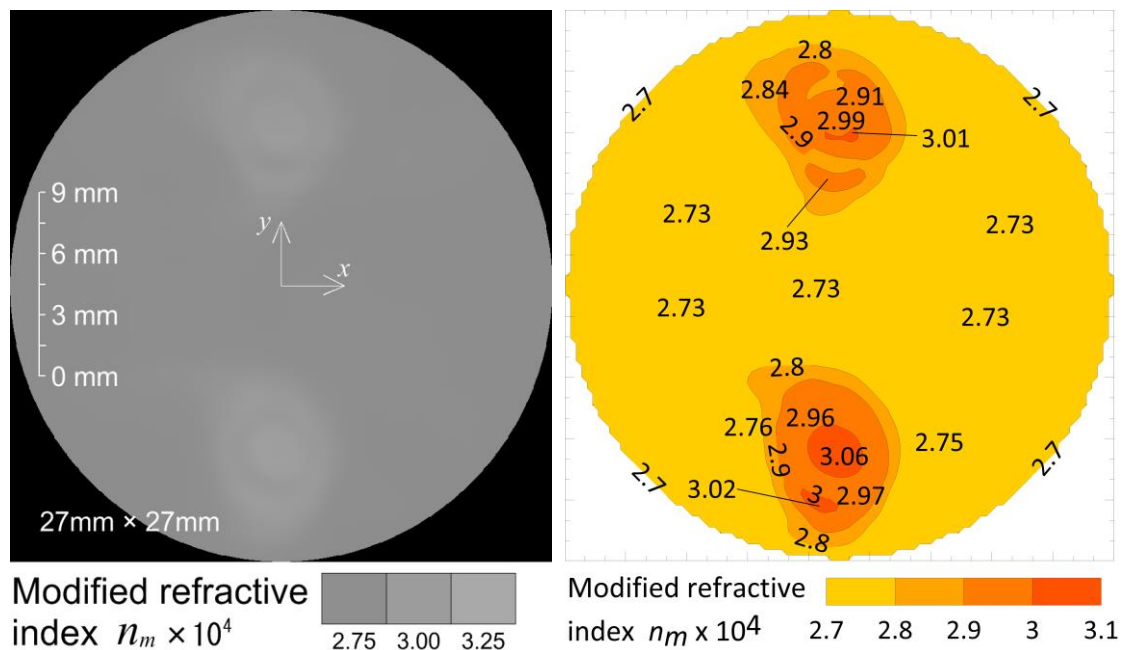 9 mm
6 mm
3 mm
0 mm
y
x
27mm × 27mm
Modified refractive
index n_m × 10⁴
2.75 3.00 3.25
2.8
2.84
2.91
2.7
2.7
2.99
2.9
3.01
2.73
2.73
2.93
2.73
2.73
2.73
2.8
2.96
2.76
2.75
3.06
2.9
2.7
2.7
3.02
3
2.97
2.8
Modified refractive
index n_m x 10⁴
2.7 2.8 2.9 3 3.1